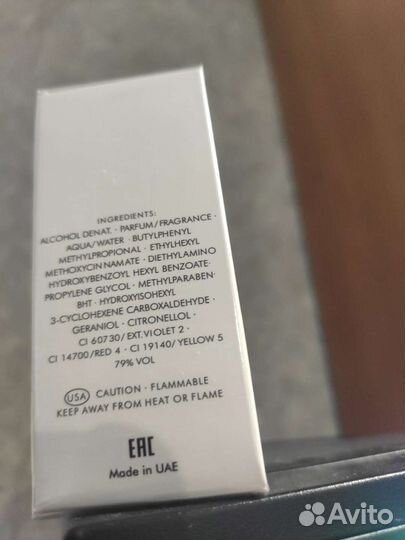 INGREDIENTS:
ALCOHOL DENAT. · PARFUM/FRAGRANCE ·
AQUA/WATER · BUTYLPHENYL
METHYLPROPIONAL · ETHYLHEXYL
METHOXYCINNAMATE · DIETHYLAMINO
HYDROXYBENZOYL HEXYL BENZOATE·
PROPYLENE GLYCOL · METHYLPARABEN·
BHT · HYDROXYISOHEXYL
3-CYCLOHEXENE CARBOXALDEHYDE ·
GERANIOL · CITRONELLOL ·
CI 60730/EXT.VIOLET 2 ·
CI 14700/RED 4 · CI 19140/YELLOW 5
79% VOL
USA CAUTION · FLAMMABLE
KEEP AWAY FROM HEAT OR FLAME
EAC
Made in UAE
Avito